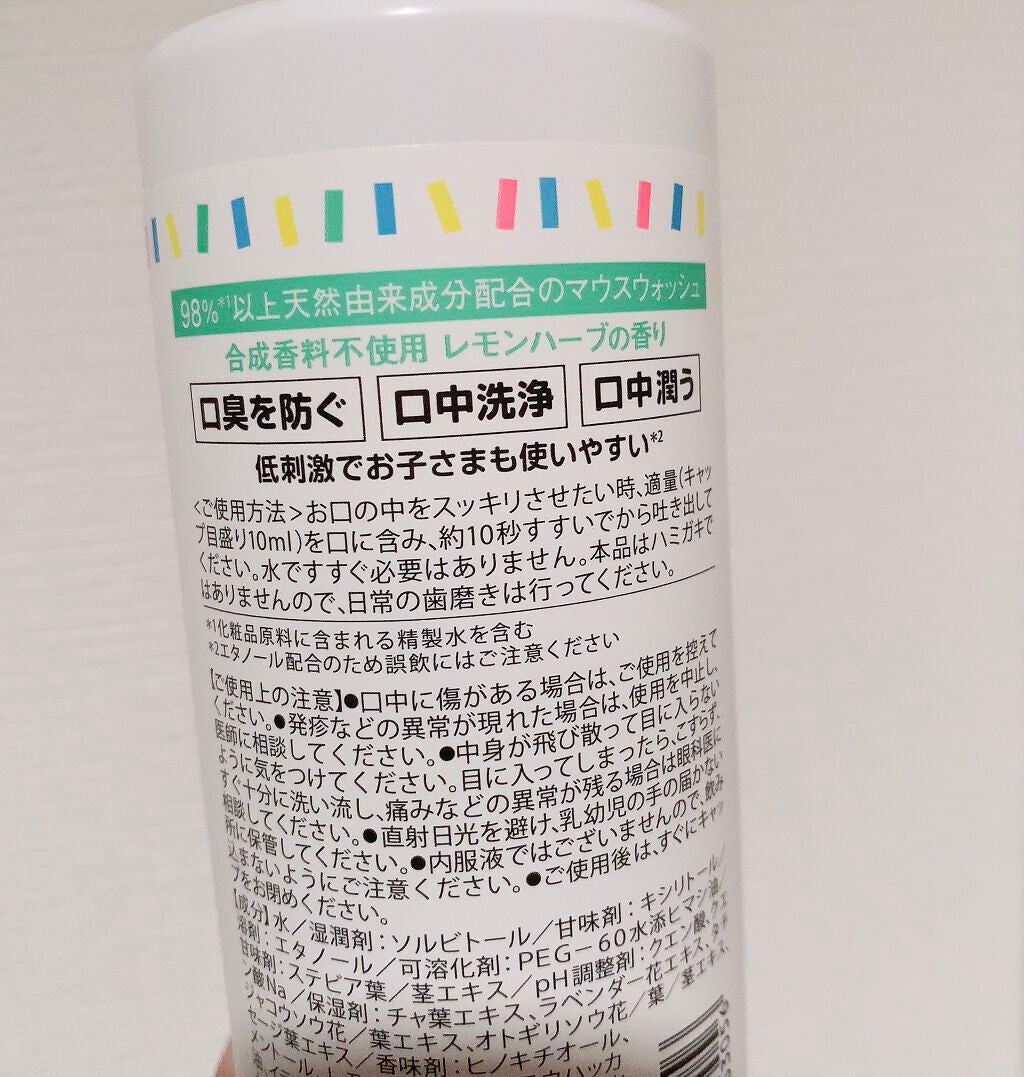 98%*1以上天然由来成分配合のマウスウォッシュ
合成香料不使用 レモンハーブの香り
口臭を防ぐ 口中洗浄 口中潤う
低刺激でお子さまも使いやすい*2
<ご使用方法>お口の中をスッキリさせたい時、適量(キャッ
プ目盛り10ml)を口に含み、約10秒すすいでから吐き出して
ください。水ですすぐ必要はありません。本品はハミガキで
はありませんので、日常の歯磨きは行ってください。
*1化粧品原料に含まれる精製水を含む
*2エタノール配合のため誤飲にはご注意ください
【ご使用上の注意】●口中に傷がある場合は、ご使用を控えて
ください。●発疹などの異常が現れた場合は、使用を中止し、
医師に相談してください。●中身が飛び散って目に入らない
ように気をつけてください。目に入ってしまったら、こすらず、
すぐ十分に洗い流し、痛みなどの異常が残る場合は眼科医に
相談してください。●直射日光を避け、乳幼児の手の届かない
所に保管してください。●内服液ではございませんので、飲み
込まないようにご注意ください。●ご使用後は、すぐにキャッ
プをお閉めください。
【成分】水/湿潤剤:ソルビトール/甘味剤:キシリトール/
溶剤:エタノール/可溶化剤:PEG-60水添ヒマシ油/
甘味剤:ステビア葉/茎エキス/pH調整剤:クエン酸、クエ
ン酸Na/保湿剤:チャ葉エキス、ラベンダー花エキス、タチ
ジャコウソウ花/葉エキス、オトギリソウ花/葉/茎エキス、
セージ葉エキス/香味剤:ヒノキチオール、
メントール、